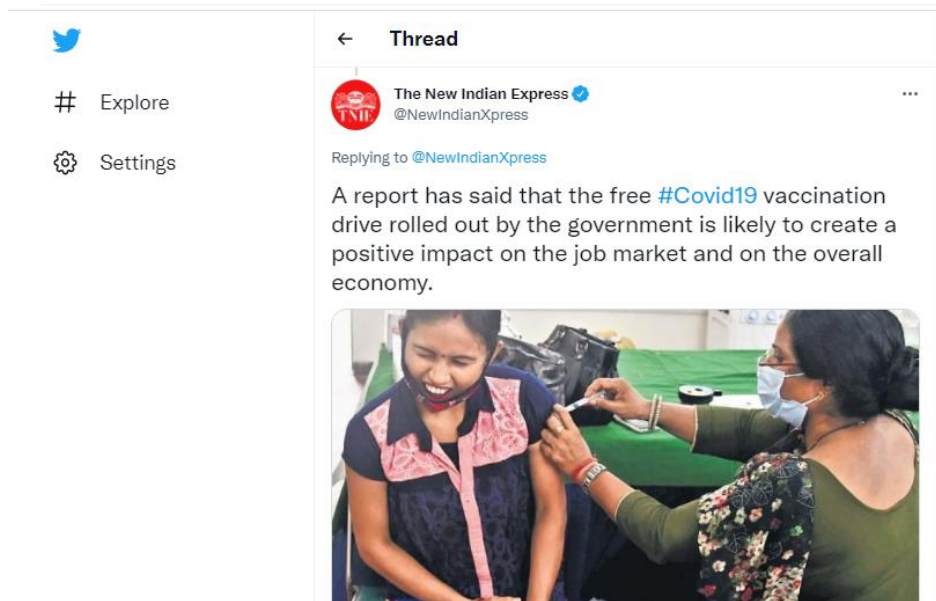 Thread
Explore
Settings
The New Indian Express
@NewIndianXpress
TNIE
Replying to @NewIndianXpress
A report has said that the free #Covid19 vaccination
drive rolled out by the government is likely to create a
positive impact on the job market and on the overall
economy.